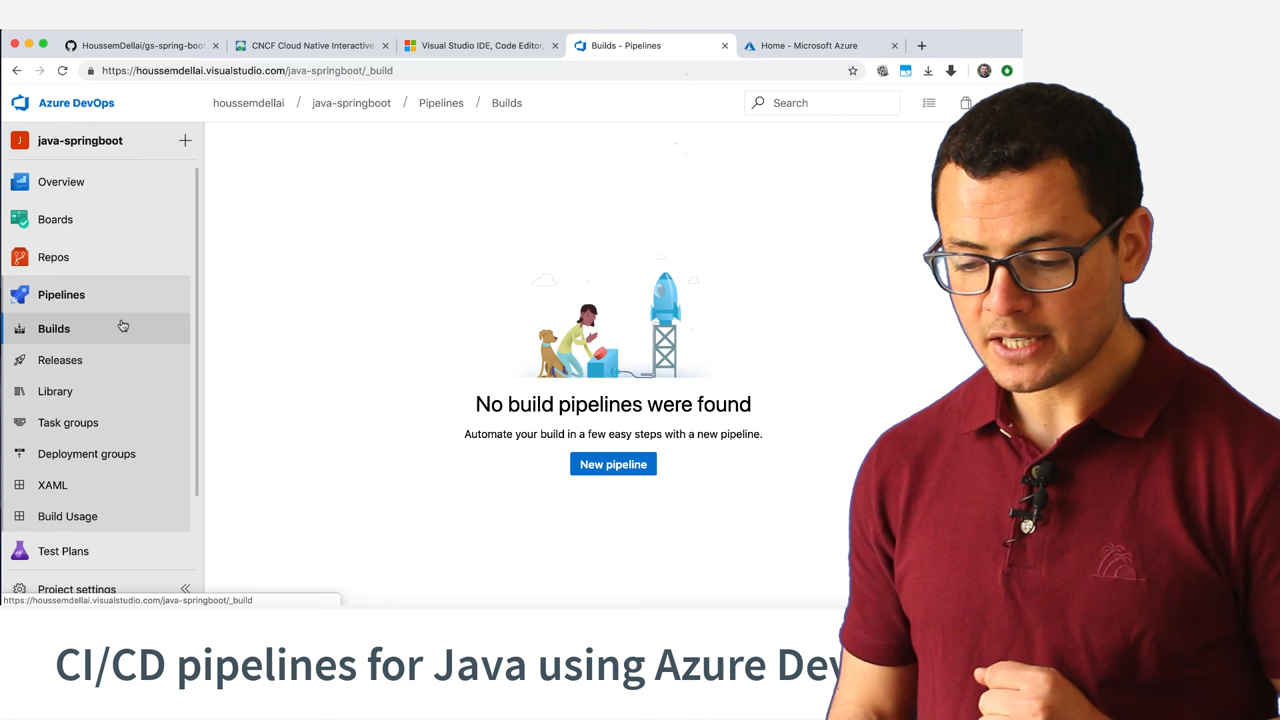 HoussemDellai/gs-spring-boot
CNCF Cloud Native Interactive
Visual Studio IDE, Code Editor,
Builds - Pipelines
Home - Microsoft Azure
https://houssemdellai.visualstudio.com/java-springboot/_build
Azure DevOps
houssemdellai / java-springboot / Pipelines / Builds
Search
J java-springboot
Overview
Boards
Repos
Pipelines
Builds
Releases
Library
Task groups
Deployment groups
XAML
Build Usage
Test Plans
Project settings
https://houssemdellai.visualstudio.com/java-springboot/_build
No build pipelines were found
Automate your build in a few easy steps with a new pipeline.
New pipeline
CI/CD pipelines for Java using Azure Dev